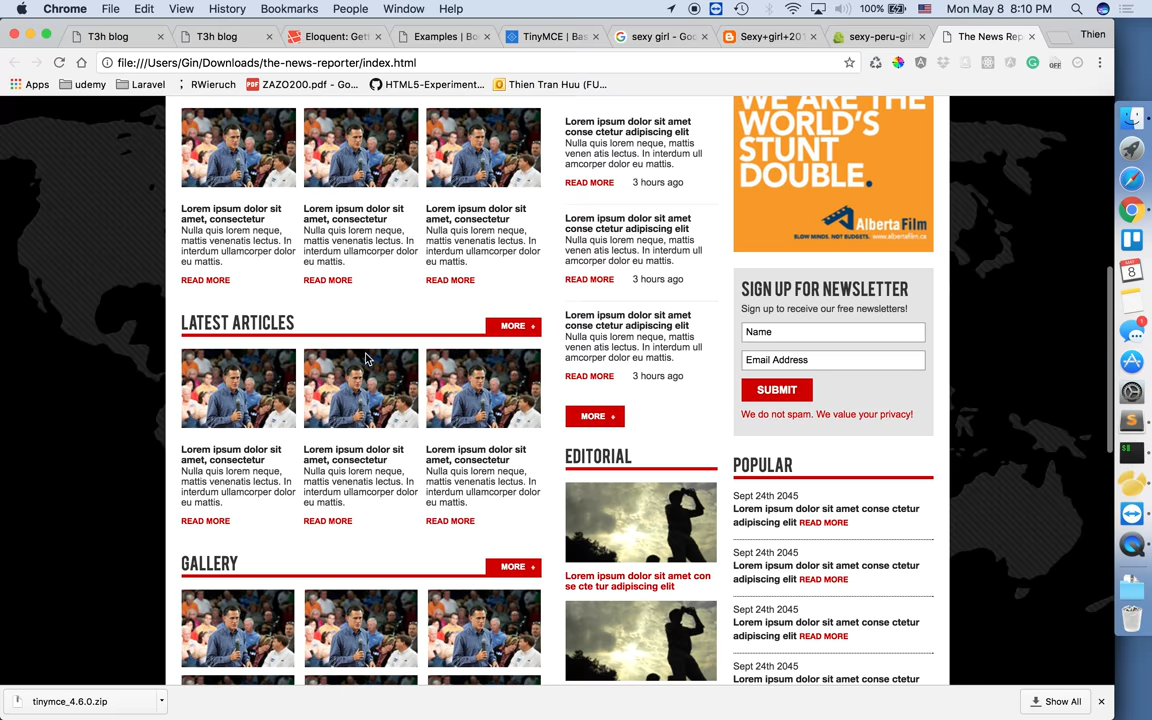 Chrome File Edit View History Bookmarks People Window Help 100% Mon May 8 8:10 PM
T3h blog T3h blog Eloquent: Gett Examples | Bo TinyMCE | Bas sexy girl - Goo Sexy+girl+201 sexy-peru-girl The News Rep Thien
file:///Users/Gin/Downloads/the-news-reporter/index.html
Apps udemy Laravel RWieruch ZAZO200.pdf - Go... HTML5-Experiment... Thien Tran Huu (FU...
Lorem ipsum dolor sit
amet, consectetur
Nulla quis lorem neque,
mattis venenatis lectus. In
interdum ullamcorper dolor
eu mattis.
READ MORE
Lorem ipsum dolor sit
amet, consectetur
Nulla quis lorem neque,
mattis venenatis lectus. In
interdum ullamcorper dolor
eu mattis.
READ MORE
Lorem ipsum dolor sit
amet, consectetur
Nulla quis lorem neque,
mattis venenatis lectus. In
interdum ullamcorper dolor
eu mattis.
READ MORE
LATEST ARTICLES MORE +
Lorem ipsum dolor sit
amet, consectetur
Nulla quis lorem neque,
mattis venenatis lectus. In
interdum ullamcorper dolor
eu mattis.
READ MORE
Lorem ipsum dolor sit
amet, consectetur
Nulla quis lorem neque,
mattis venenatis lectus. In
interdum ullamcorper dolor
eu mattis.
READ MORE
Lorem ipsum dolor sit
amet, consectetur
Nulla quis lorem neque,
mattis venenatis lectus. In
interdum ullamcorper dolor
eu mattis.
READ MORE
GALLERY MORE +
Lorem ipsum dolor sit amet
conse ctetur adipiscing elit
Nulla quis lorem neque, mattis
venen atis lectus. In interdum ull
amcorper dolor eu mattis.
READ MORE 3 hours ago
Lorem ipsum dolor sit amet
conse ctetur adipiscing elit
Nulla quis lorem neque, mattis
venen atis lectus. In interdum ull
amcorper dolor eu mattis.
READ MORE 3 hours ago
Lorem ipsum dolor sit amet
conse ctetur adipiscing elit
Nulla quis lorem neque, mattis
venen atis lectus. In interdum ull
amcorper dolor eu mattis.
READ MORE 3 hours ago
MORE +
EDITORIAL
Lorem ipsum dolor sit amet con
se cte tur adipiscing elit
WE ARE THE
WORLD'S
STUNT
DOUBLE.
Alberta Film
BLOW MINDS. NOT BUDGETS. www.albertafilm.ca
SIGN UP FOR NEWSLETTER
Sign up to receive our free newsletters!
Name
Email Address
SUBMIT
We do not spam. We value your privacy!
POPULAR
Sept 24th 2045
Lorem ipsum dolor sit amet conse ctetur
adipiscing elit READ MORE
Sept 24th 2045
Lorem ipsum dolor sit amet conse ctetur
adipiscing elit READ MORE
Sept 24th 2045
Lorem ipsum dolor sit amet conse ctetur
adipiscing elit READ MORE
Sept 24th 2045
Lorem ipsum dolor sit amet conse ctetur
tinymce_4.6.0.zip Show All